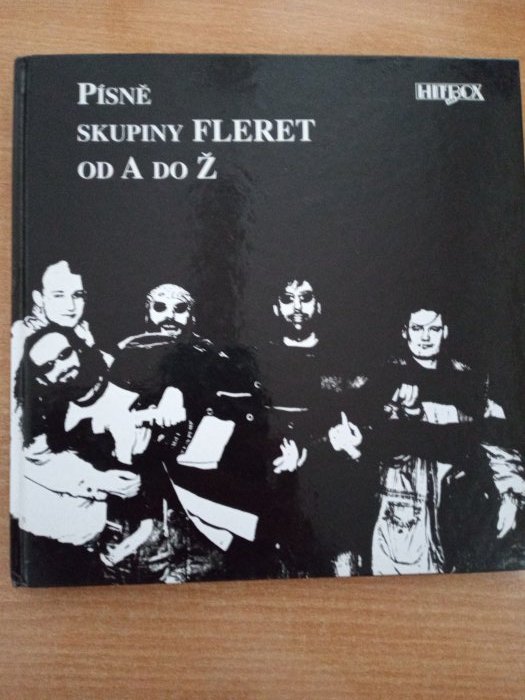 PÍSNĚ
HITBOX
SKUPINY FLERET
OD A DO Ž